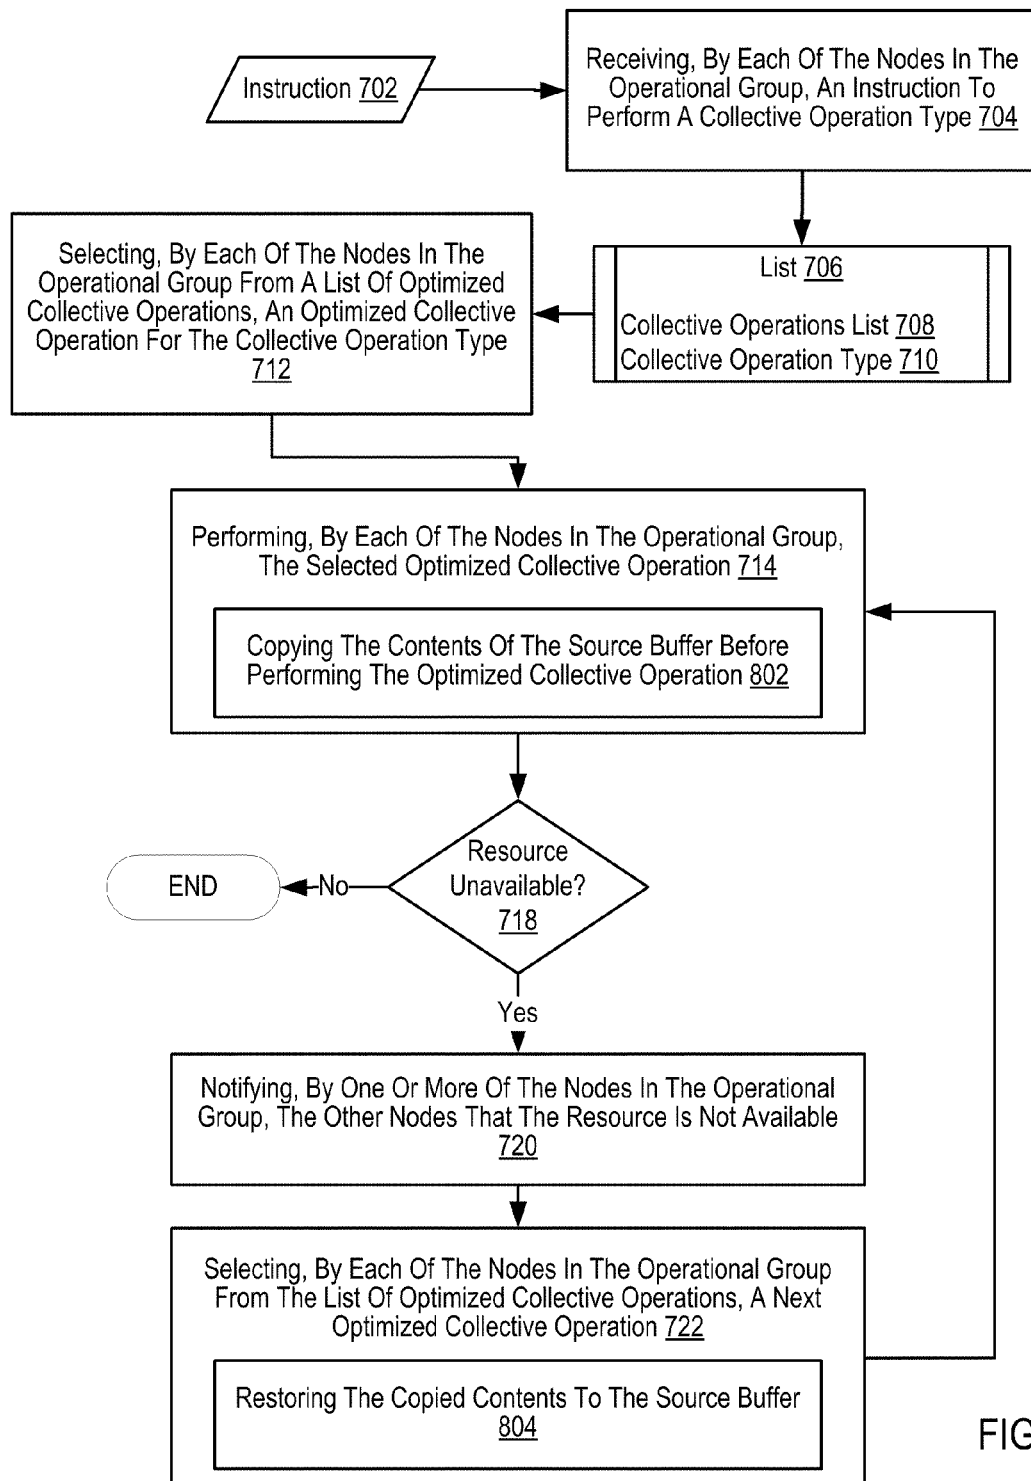 Instruction 702
Receiving, By Each Of The Nodes In The
Operational Group, An Instruction To
Perform A Collective Operation Type 704
List 706
Collective Operations List 708
Collective Operation Type 710
Selecting, By Each Of The Nodes In The
Operational Group From A List Of Optimized
Collective Operations, An Optimized Collective
Operation For The Collective Operation Type
712
Performing, By Each Of The Nodes In The Operational Group,
The Selected Optimized Collective Operation 714
Copying The Contents Of The Source Buffer Before
Performing The Optimized Collective Operation 802
Resource
Unavailable?
718
No
END
Yes
Notifying, By One Or More Of The Nodes In The Operational
Group, The Other Nodes That The Resource Is Not Available
720
Selecting, By Each Of The Nodes In The Operational Group
From The List Of Optimized Collective Operations, A Next
Optimized Collective Operation 722
Restoring The Copied Contents To The Source Buffer
804
FIG